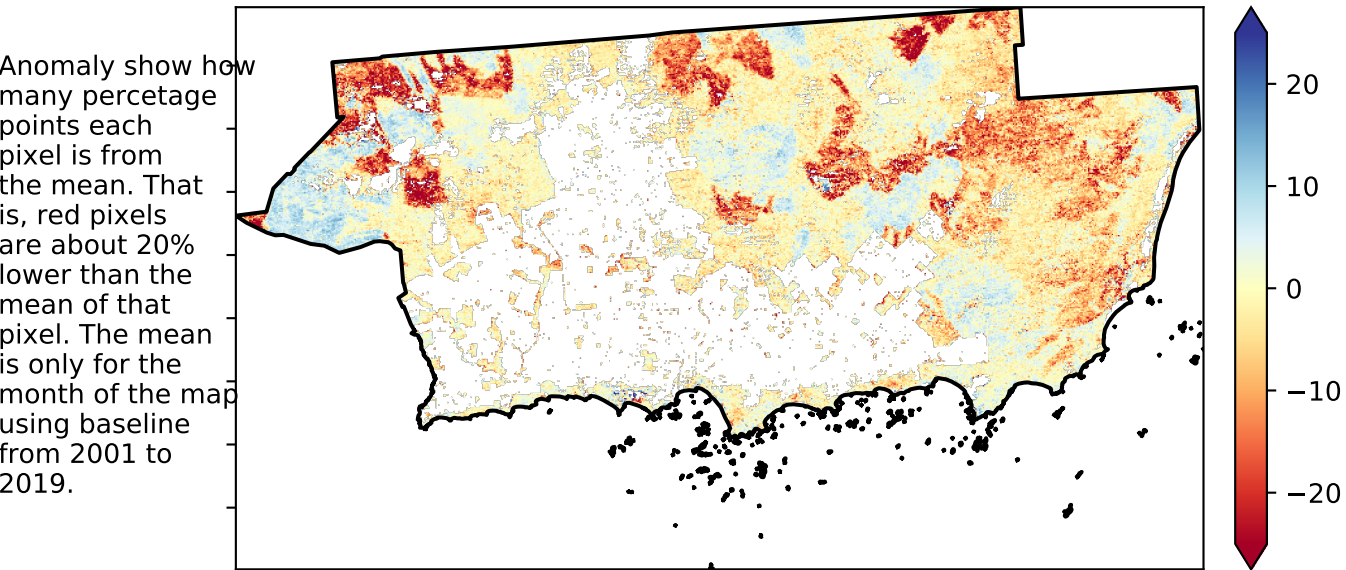 Anomaly show how
many percetage
points each
pixel is from
the mean. That
is, red pixels
are about 20%
lower than the
mean of that
pixel. The mean
is only for the
month of the map
using baseline
from 2001 to
2019.
20
10
0
−10
−20